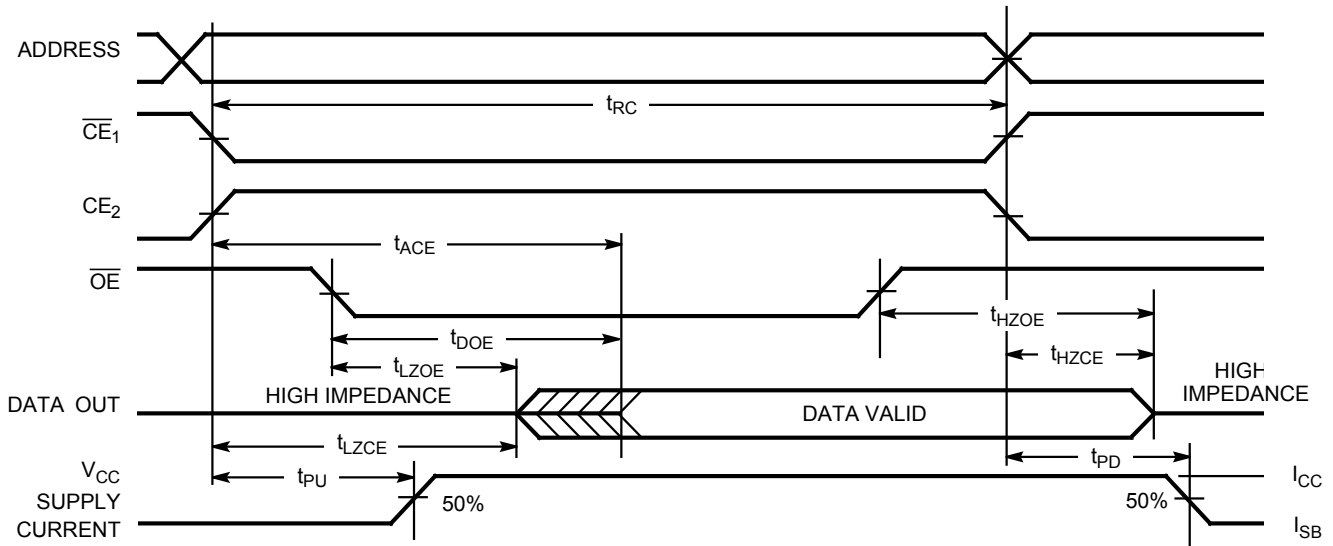 ADDRESS
tRC
CE1
CE2
tACE
OE
tHZOE
tDOE
tHZCE
tLZOE
HIGH IMPEDANCE
HIGH
IMPEDANCE
DATA OUT
DATA VALID
tLZCE
tPD
VCC
SUPPLY
CURRENT
tPU
50%
50%
ICC
ISB